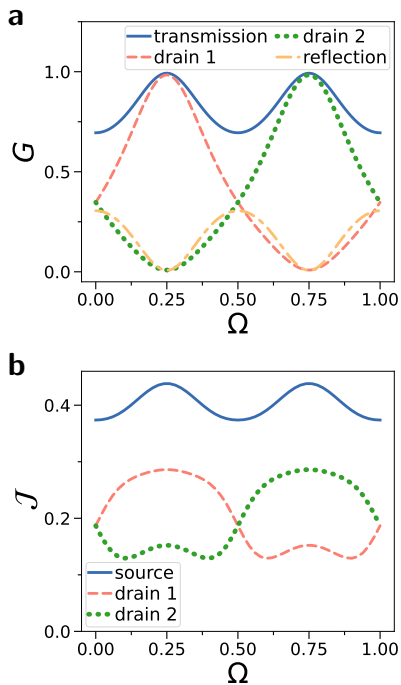 a
transmission
drain 2
drain 1
reflection
1.0
0.5
0.0
G
0.00 0.25 0.50 0.75 1.00
Ω
b
0.4
0.2
0.0
𝒥
source
drain 1
drain 2
0.00 0.25 0.50 0.75 1.00
Ω